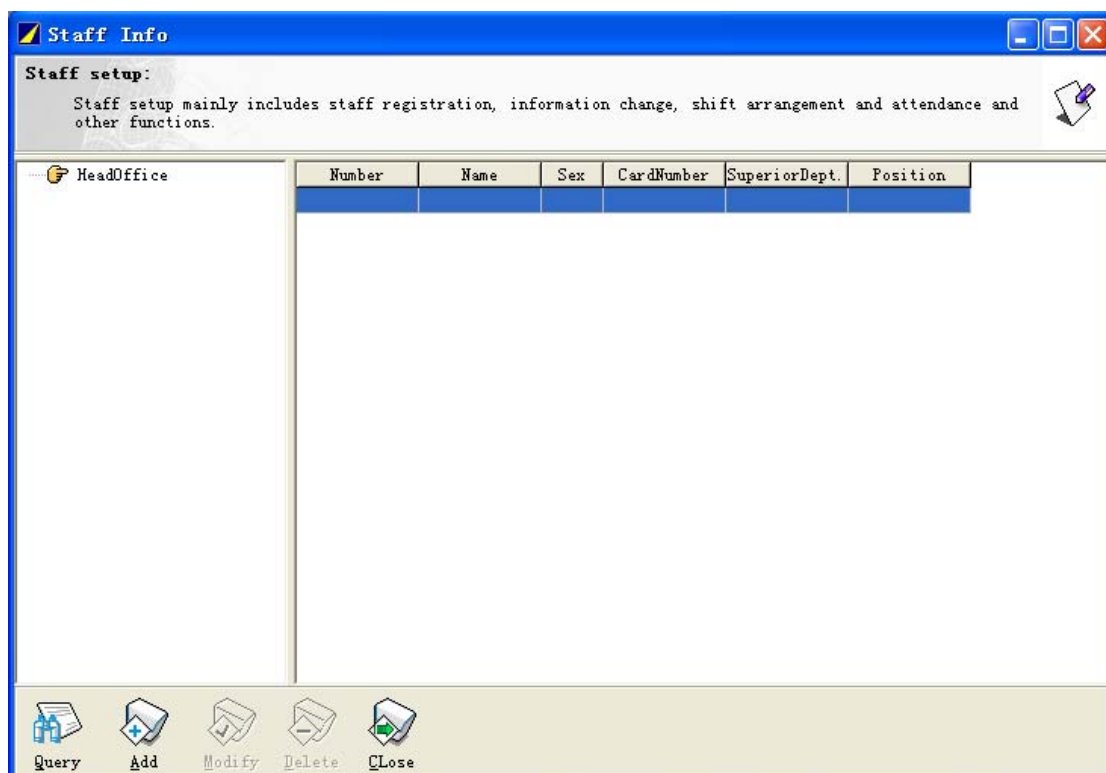 Staff Info
Staff setup:
Staff setup mainly includes staff registration, information change, shift arrangement and attendance and
other functions.
HeadOffice
Number Name Sex CardNumber SuperiorDept. Position
Query Add Modify Delete CLose